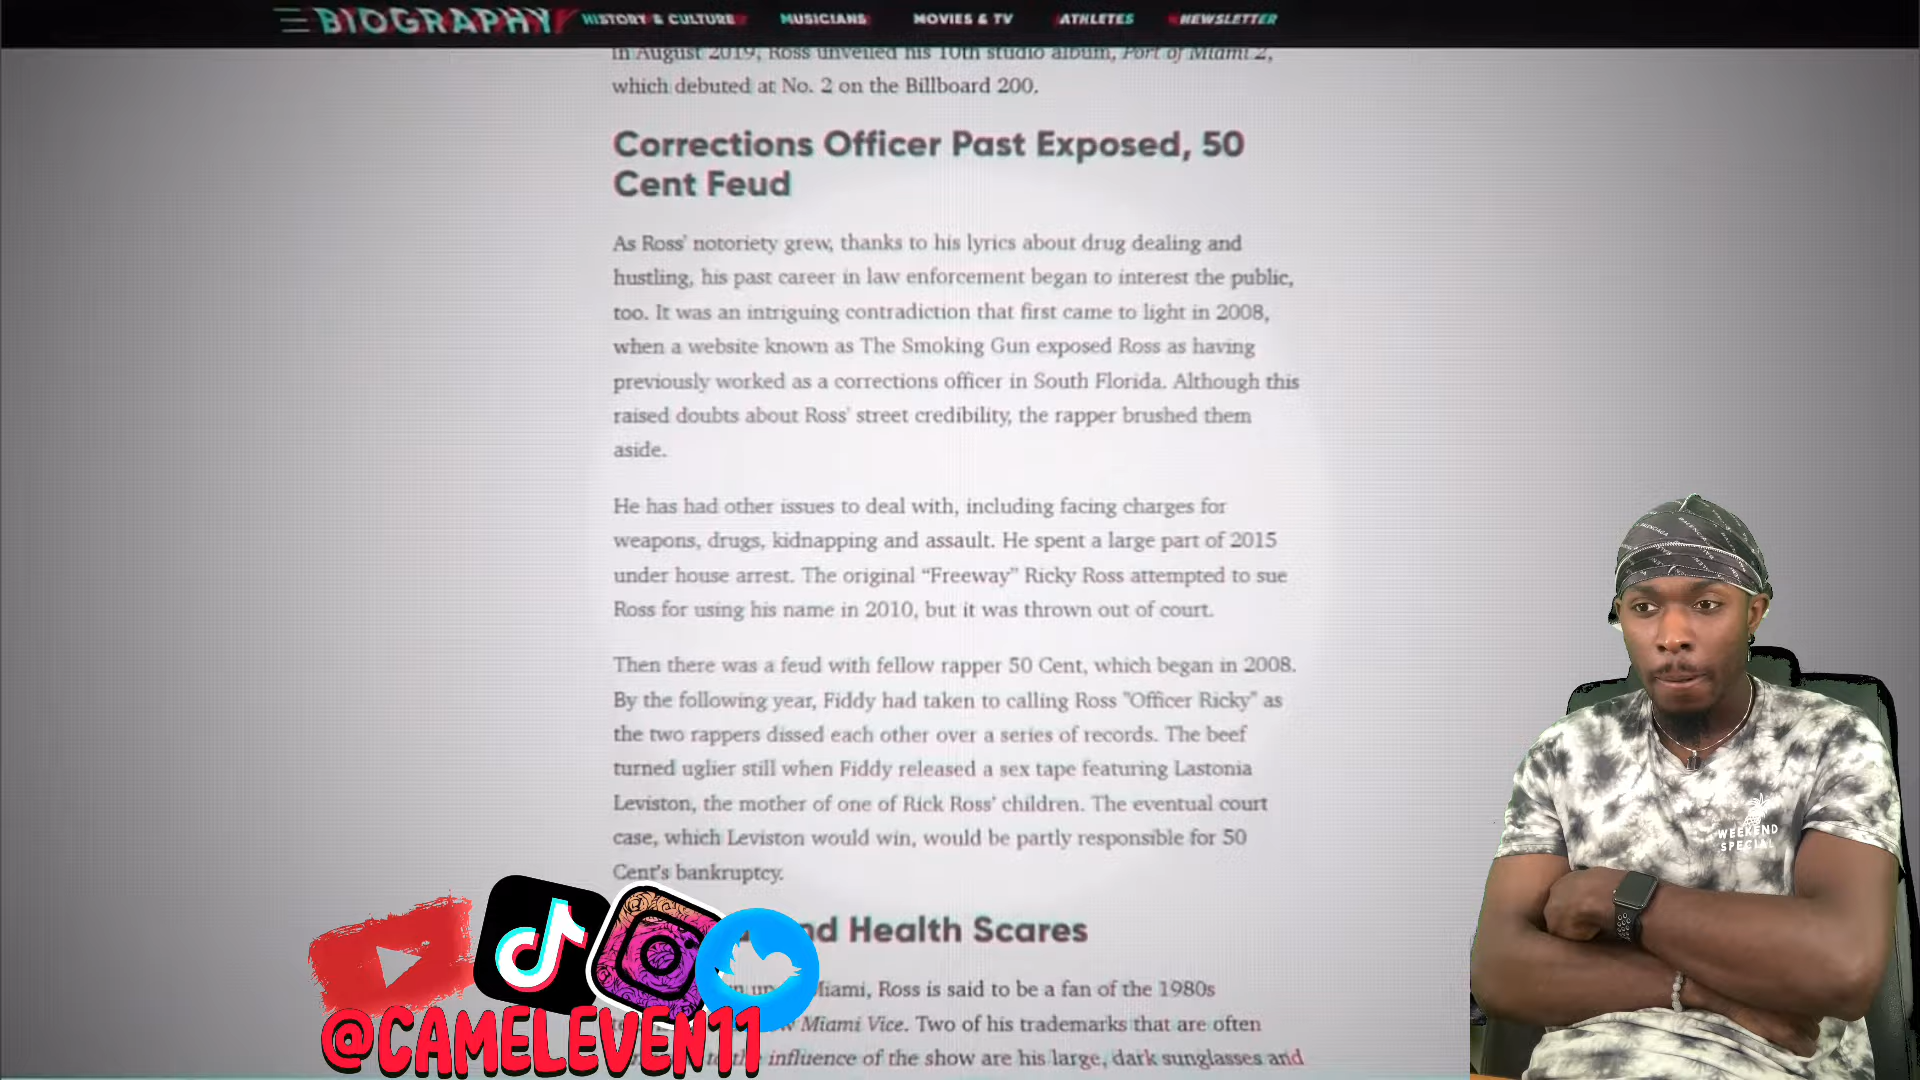 BIOGRAPHY HISTORY & CULTURE MUSICIANS MOVIES & TV ATHLETES NEWSLETTER
In August 2019, Ross unveiled his 10th studio album, Port of Miami 2,
which debuted at No. 2 on the Billboard 200.
Corrections Officer Past Exposed, 50
Cent Feud
As Ross' notoriety grew, thanks to his lyrics about drug dealing and
hustling, his past career in law enforcement began to interest the public,
too. It was an intriguing contradiction that first came to light in 2008,
when a website known as The Smoking Gun exposed Ross as having
previously worked as a corrections officer in South Florida. Although this
raised doubts about Ross' street credibility, the rapper brushed them
aside.
He has had other issues to deal with, including facing charges for
weapons, drugs, kidnapping and assault. He spent a large part of 2015
under house arrest. The original “Freeway” Ricky Ross attempted to sue
Ross for using his name in 2010, but it was thrown out of court.
Then there was a feud with fellow rapper 50 Cent, which began in 2008.
By the following year, Fiddy had taken to calling Ross "Officer Ricky" as
the two rappers dissed each other over a series of records. The beef
turned uglier still when Fiddy released a sex tape featuring Lastonia
Leviston, the mother of one of Rick Ross' children. The eventual court
case, which Leviston would win, would be partly responsible for 50
Cent's bankruptcy.
Health Scares
Ross is said to be a fan of the 1980s
Miami Vice. Two of his trademarks that are often
influence of the show are his large, dark sunglasses and
@CAMELEVEN11
WEEKEND
SPECIAL